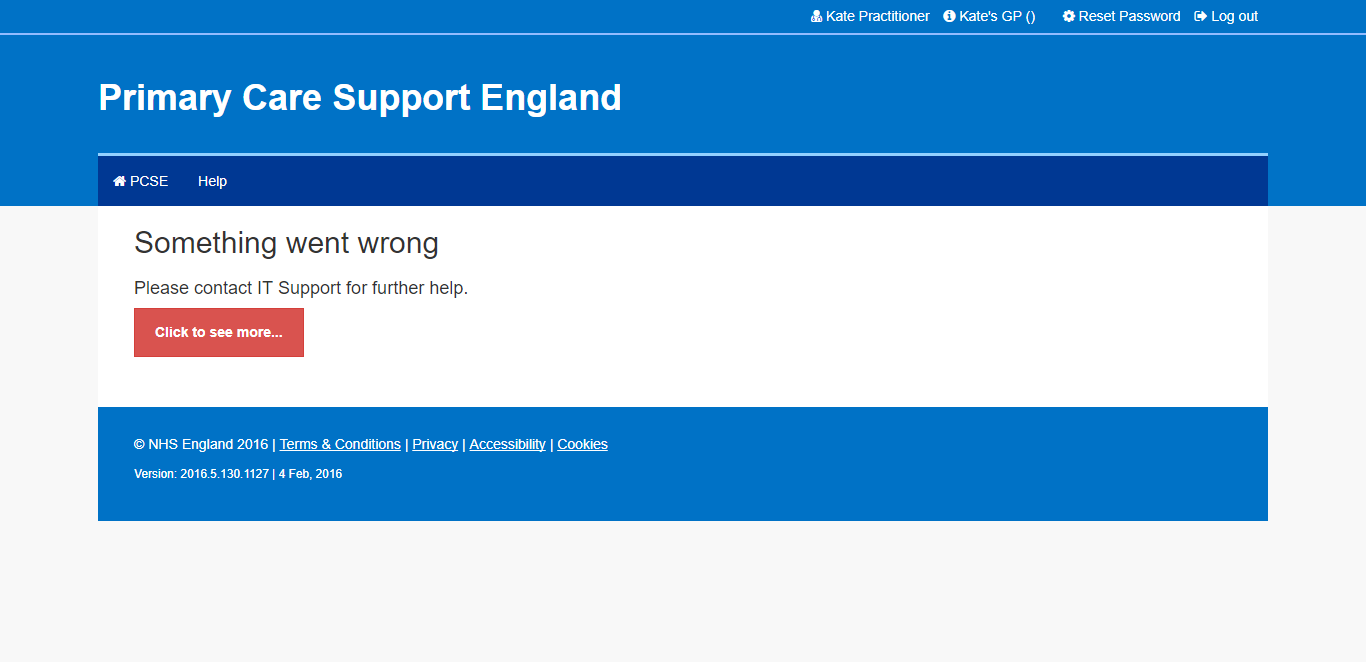 Kate Practitioner Kate's GP () Reset Password Log out
Primary Care Support England
PCSE Help
Something went wrong
Please contact IT Support for further help.
Click to see more...
© NHS England 2016 | Terms & Conditions | Privacy | Accessibility | Cookies
Version: 2016.5.130.1127 | 4 Feb, 2016